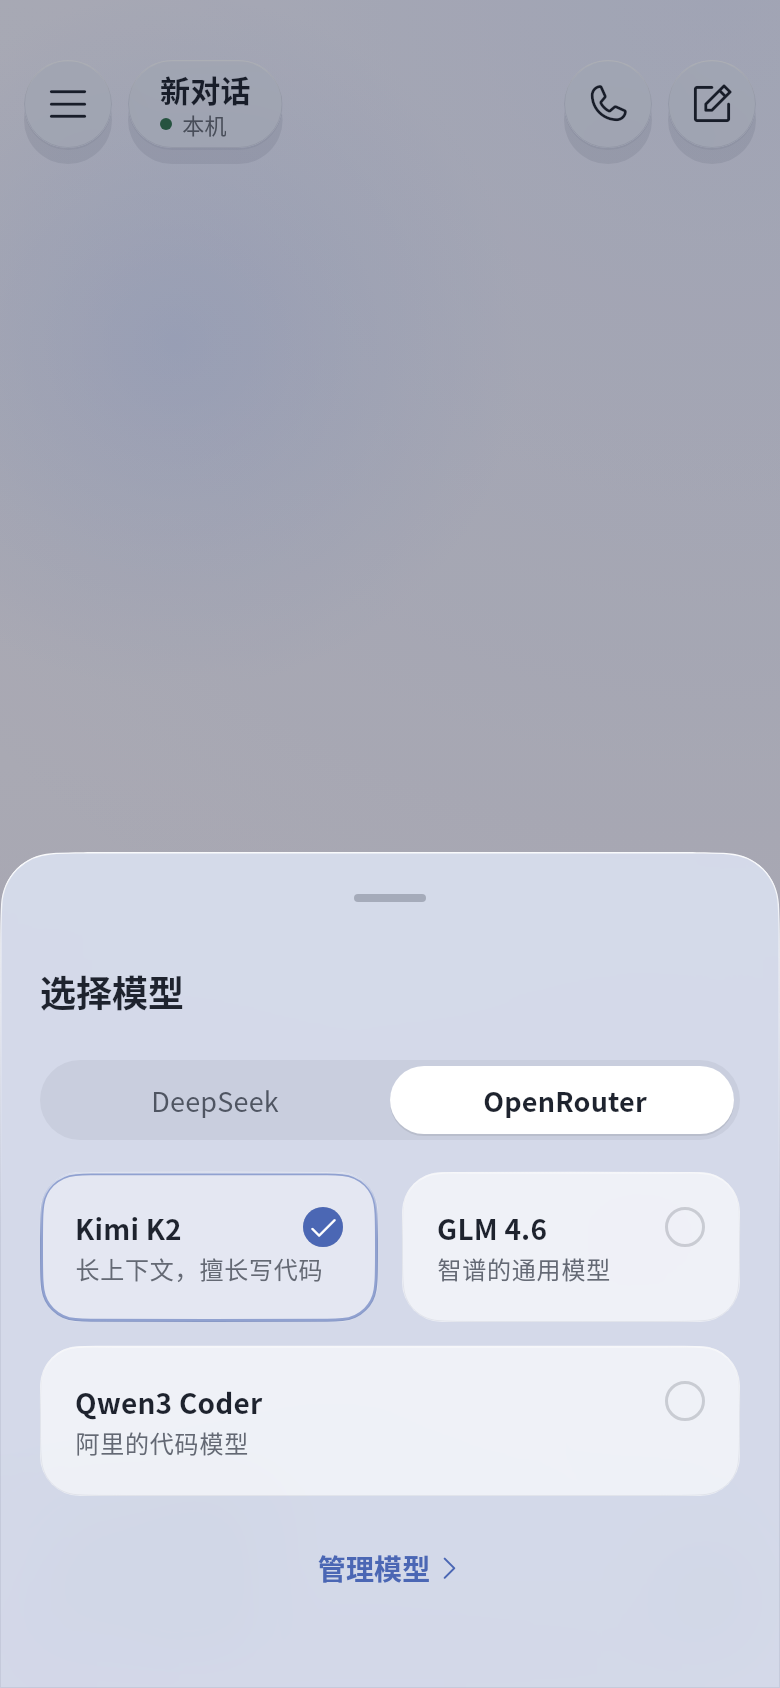 新对话
本机
选择模型
DeepSeek
OpenRouter
Kimi K2
长上下文，擅长写代码
GLM 4.6
智谱的通用模型
Qwen3 Coder
阿里的代码模型
管理模型